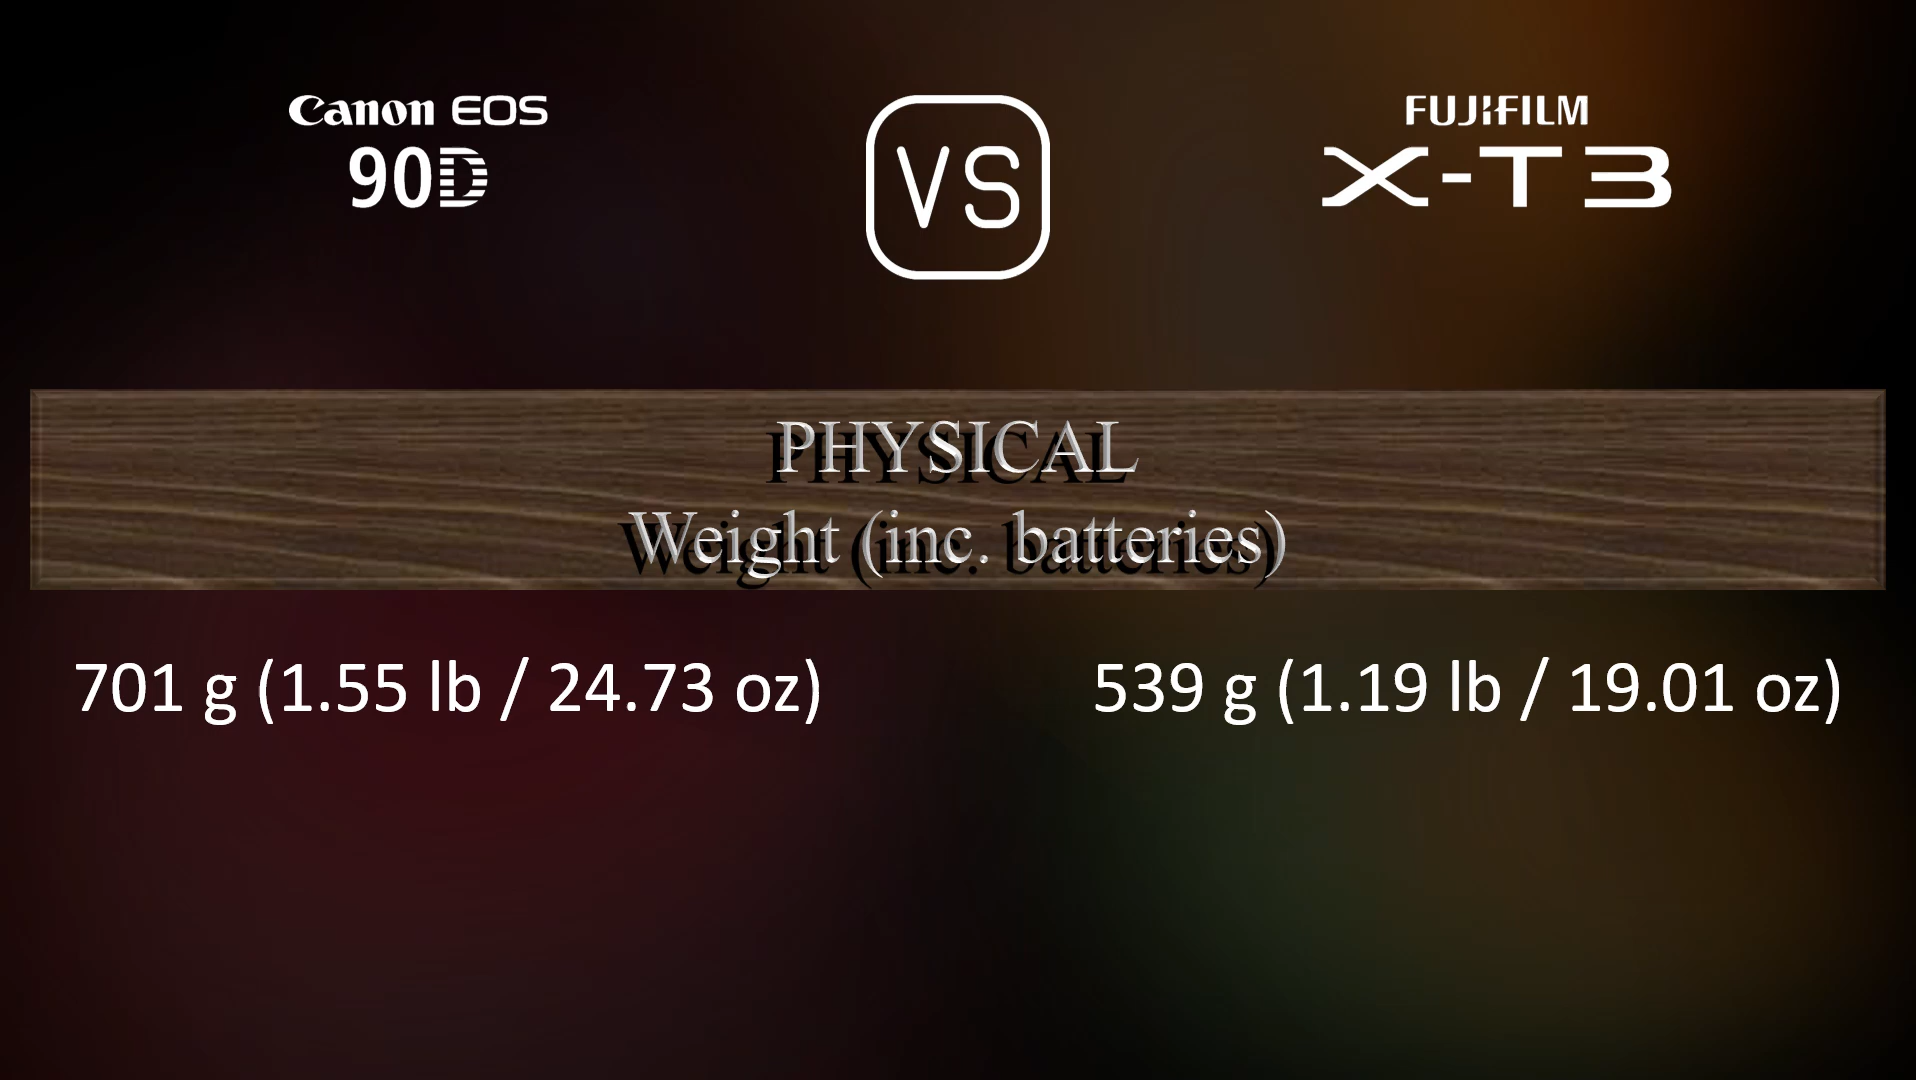 Canon EOS
90D
VS
FUJIFILM
X-T3
PHYSICAL
Weight (inc. batteries)
701 g (1.55 lb / 24.73 oz)
539 g (1.19 lb / 19.01 oz)